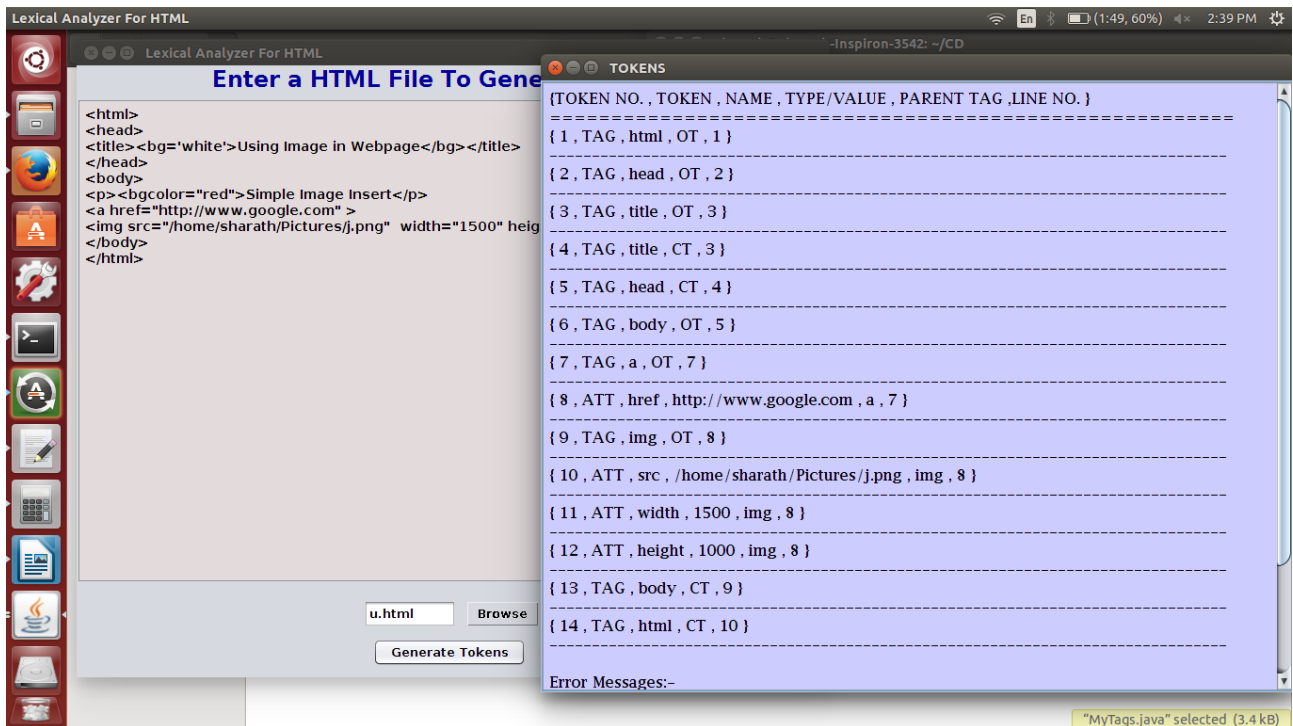 Lexical Analyzer For HTML
En
(1:49, 60%)
2:39 PM
Lexical Analyzer For HTML
-Inspiron-3542: ~/CD
Enter a HTML File To Gene
<html>
<head>
<title><bg='white'>Using Image in Webpage</bg></title>
</head>
<body>
<p><bgcolor="red">Simple Image Insert</p>
<a href="http://www.google.com" >
<img src="/home/sharath/Pictures/j.png" width="1500" heig
</body>
</html>
u.html
Browse
Generate Tokens
TOKENS
{TOKEN NO. , TOKEN , NAME , TYPE/VALUE , PARENT TAG ,LINE NO. }
{ 1 , TAG , html , OT , 1 }
{ 2 , TAG , head , OT , 2 }
{ 3 , TAG , title , OT , 3 }
{ 4 , TAG , title , CT , 3 }
{ 5 , TAG , head , CT , 4 }
{ 6 , TAG , body , OT , 5 }
{ 7 , TAG , a , OT , 7 }
{ 8 , ATT , href , http://www.google.com , a , 7 }
{ 9 , TAG , img , OT , 8 }
{ 10 , ATT , src , /home/sharath/Pictures/j.png , img , 8 }
{ 11 , ATT , width , 1500 , img , 8 }
{ 12 , ATT , height , 1000 , img , 8 }
{ 13 , TAG , body , CT , 9 }
{ 14 , TAG , html , CT , 10 }
Error Messages:-
"MyTags.java" selected (3.4 kB)